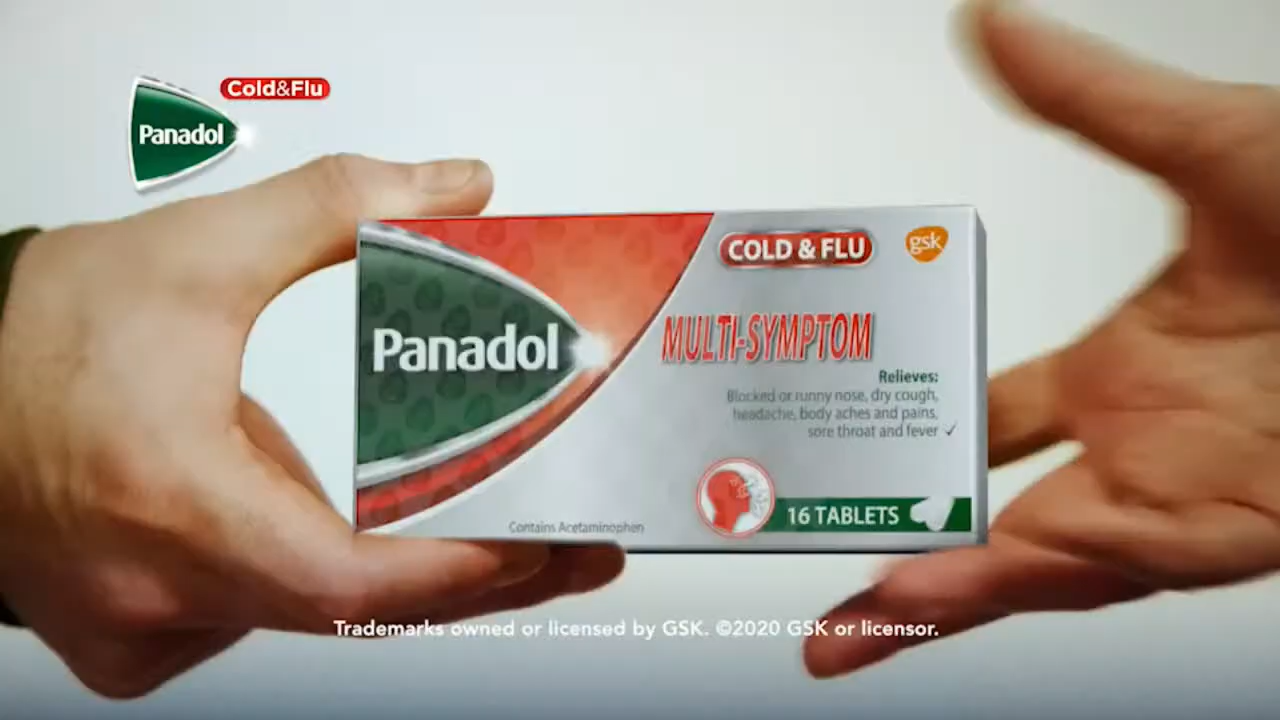 Cold&Flu
Panadol
COLD & FLU
gsk
Panadol
MULTI-SYMPTOM
Relieves:
Blocked or runny nose, dry cough,
headache, body aches and pains,
sore throat and fever ✓
16 TABLETS
Contains Acetaminophen
Trademarks owned or licensed by GSK. ©2020 GSK or licensor.